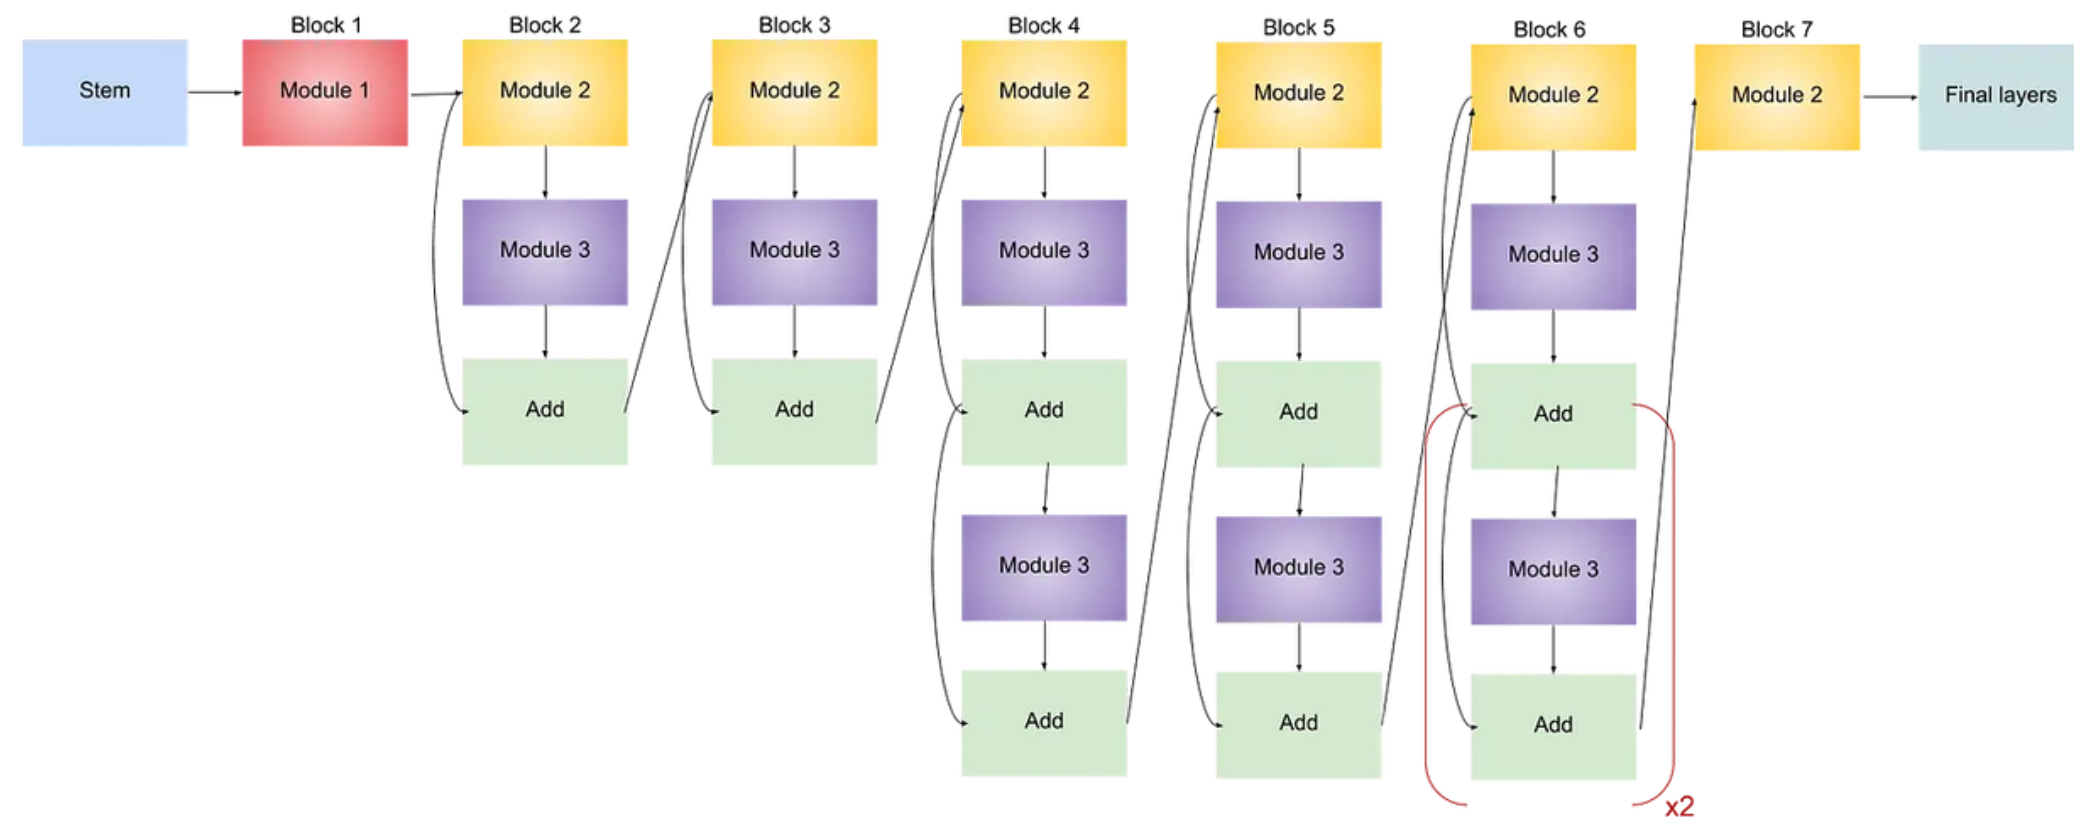 Block 1
Block 2
Block 3
Block 4
Block 5
Block 6
Block 7
Stem
Module 1
Module 2
Module 2
Module 2
Module 2
Module 2
Module 2
Final layers
Module 3
Module 3
Module 3
Module 3
Module 3
Add
Add
Add
Add
Add
Module 3
Module 3
Module 3
Add
Add
Add
x2